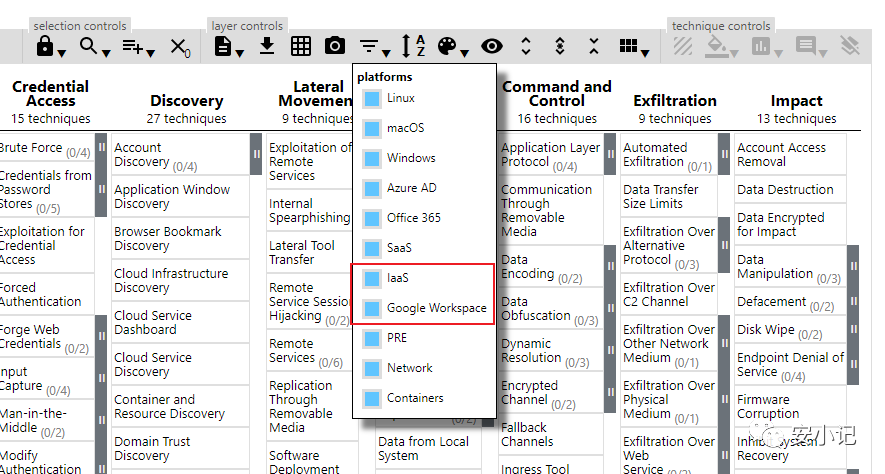 selection controls
layer controls
technique controls
0
A
Z
Credential
Access
15 techniques
Brute Force (0/4)
Credentials from
Password
Stores (0/5)
Exploitation for
Credential
Access
Forced
Authentication
Forge Web
Credentials (0/2)
Input
Capture (0/4)
Man-in-the-
Middle (0/2)
Modify
Authentication
Discovery
27 techniques
Account
Discovery (0/4)
Application Window
Discovery
Browser Bookmark
Discovery
Cloud Infrastructure
Discovery
Cloud Service
Dashboard
Cloud Service
Discovery
Container and
Resource Discovery
Domain Trust
Discovery
Lateral
Movement
9 techniques
Exploitation of
Remote
Services
Internal
Spearphishing
Lateral Tool
Transfer
Remote
Service Session
Hijacking (0/2)
Remote
Services (0/6)
Replication
Through
Removable
Media
Software
Deployment
platforms
Linux
macOS
Windows
Azure AD
Office 365
SaaS
IaaS
Google Workspace
PRE
Network
Containers
Data from Local
System
Command and
Control
16 techniques
Application Layer
Protocol (0/4)
Communication
Through
Removable
Media
Data
Encoding (0/2)
Data
Obfuscation (0/3)
Dynamic
Resolution (0/3)
Encrypted
Channel (0/2)
Fallback
Channels
Ingress Tool
Exfiltration
9 techniques
Automated
Exfiltration (0/1)
Data Transfer
Size Limits
Exfiltration Over
Alternative
Protocol (0/3)
Exfiltration Over
C2 Channel
Exfiltration Over
Other Network
Medium (0/1)
Exfiltration Over
Physical
Medium (0/1)
Exfiltration Over
Web
Service (0/2)
Impact
13 techniques
Account Access
Removal
Data Destruction
Data Encrypted
for Impact
Data
Manipulation (0/3)
Defacement (0/2)
Disk Wipe (0/2)
Endpoint Denial of
Service (0/4)
Firmware
Corruption
Inhibit System
Recovery
安小记